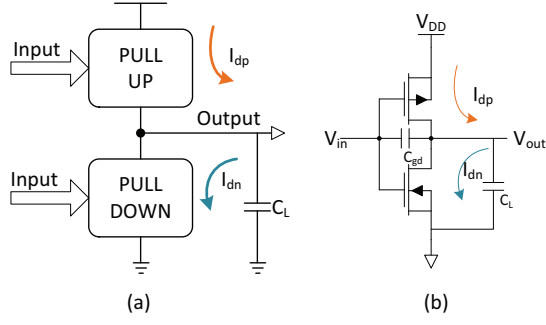 Input
PULL
UP
I_dp
Output
Input
PULL
DOWN
I_dn
C_L
(a)
V_DD
I_dp
V_in
C_gd
V_out
I_dn
C_L
(b)